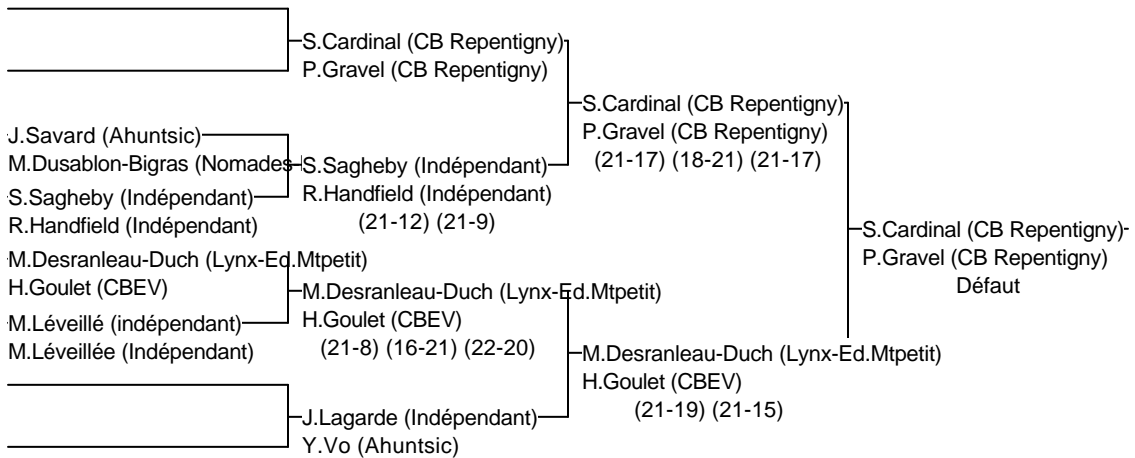 S.Cardinal (CB Repentigny)
P.Gravel (CB Repentigny)
S.Cardinal (CB Repentigny)
P.Gravel (CB Repentigny)
(21-17) (18-21) (21-17)
J.Savard (Ahuntsic)
M.Dusablon-Bigras (Nomades
S.Sagheby (Indépendant)
R.Handfield (Indépendant)
S.Sagheby (Indépendant)
R.Handfield (Indépendant)
(21-12) (21-9)
S.Cardinal (CB Repentigny)
P.Gravel (CB Repentigny)
Défaut
M.Desranleau-Duch (Lynx-Ed.Mtpetit)
H.Goulet (CBEV)
M.Desranleau-Duch (Lynx-Ed.Mtpetit)
H.Goulet (CBEV)
(21-8) (16-21) (22-20)
M.Léveillé (indépendant)
M.Léveillée (Indépendant)
M.Desranleau-Duch (Lynx-Ed.Mtpetit)
H.Goulet (CBEV)
(21-19) (21-15)
J.Lagarde (Indépendant)
Y.Vo (Ahuntsic)